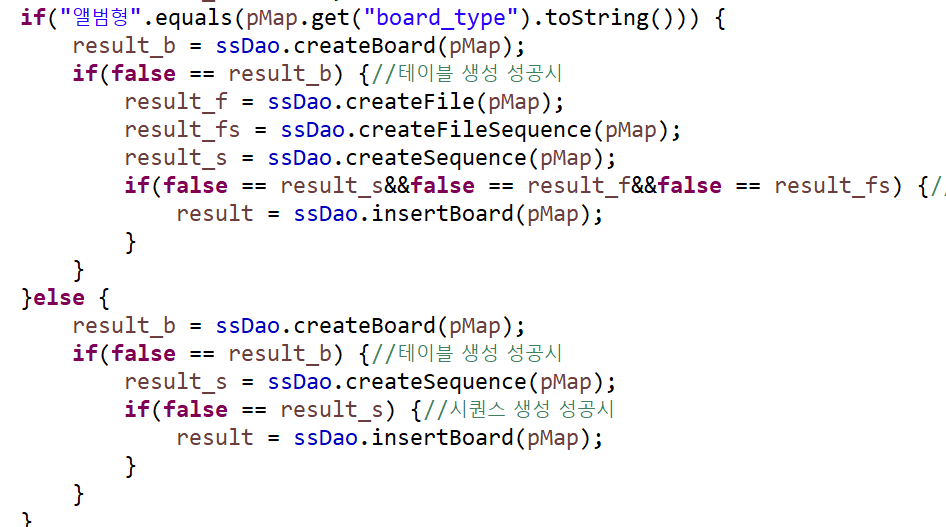 if("앨범형".equals(pMap.get("board_type").toString())) {
result_b = ssDao.createBoard(pMap);
if(false == result_b) {//테이블 생성 성공시
result_f = ssDao.createFile(pMap);
result_fs = ssDao.createFileSequence(pMap);
result_s = ssDao.createSequence(pMap);
if(false == result_s&&false == result_f&&false == result_fs) {//
result = ssDao.insertBoard(pMap);
}
}
}else {
result_b = ssDao.createBoard(pMap);
if(false == result_b) {//테이블 생성 성공시
result_s = ssDao.createSequence(pMap);
if(false == result_s) {//시퀀스 생성 성공시
result = ssDao.insertBoard(pMap);
}
}
}